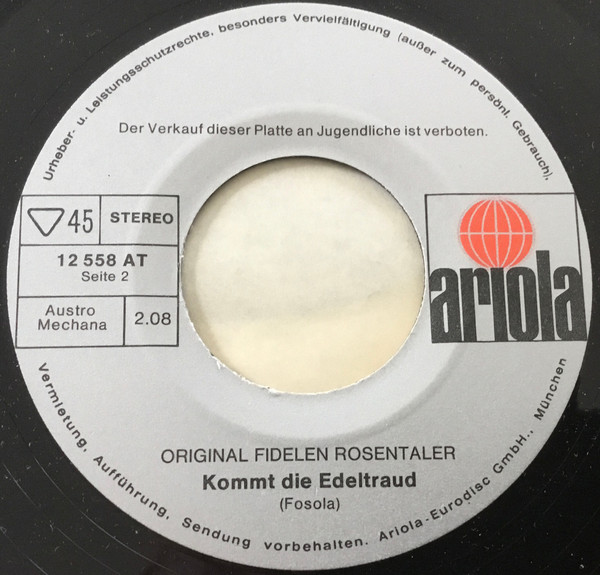 Urheber- u. Leistungsschutzrechte, besonders Vervielfältigung (außer zum persönl. Gebrauch),
Der Verkauf dieser Platte an Jugendliche ist verboten.
45 STEREO
12 558 AT
Seite 2
Austro
Mechana
2.08
ariola
ORIGINAL FIDELEN ROSENTALER
Kommt die Edeltraud
(Fosola)
Vermietung, Aufführung, Sendung vorbehalten. Ariola-Eurodisc GmbH., München